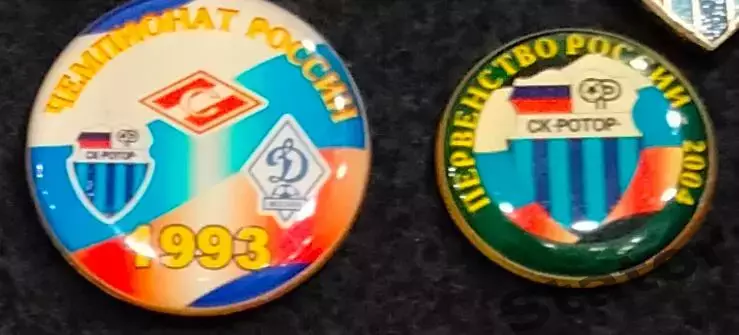 ЧЕМПИОНАТ РОССИИ
СК-РОТОР
Д
1993
ПЕРВЕНСТВО РОССИИ 2004
СК-РОТОР